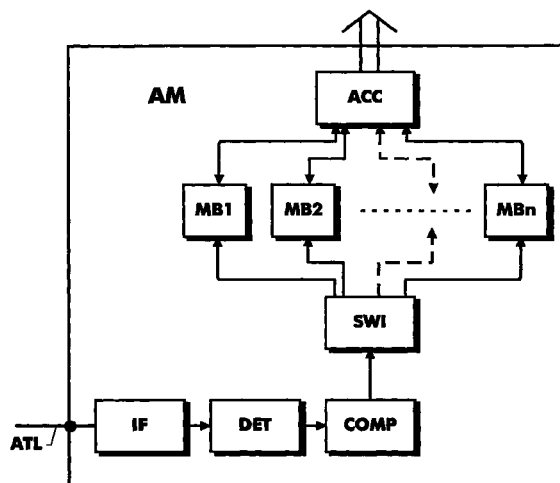 AM
ACC
MB1
MB2
MBn
SWI
IF
DET
COMP
ATL